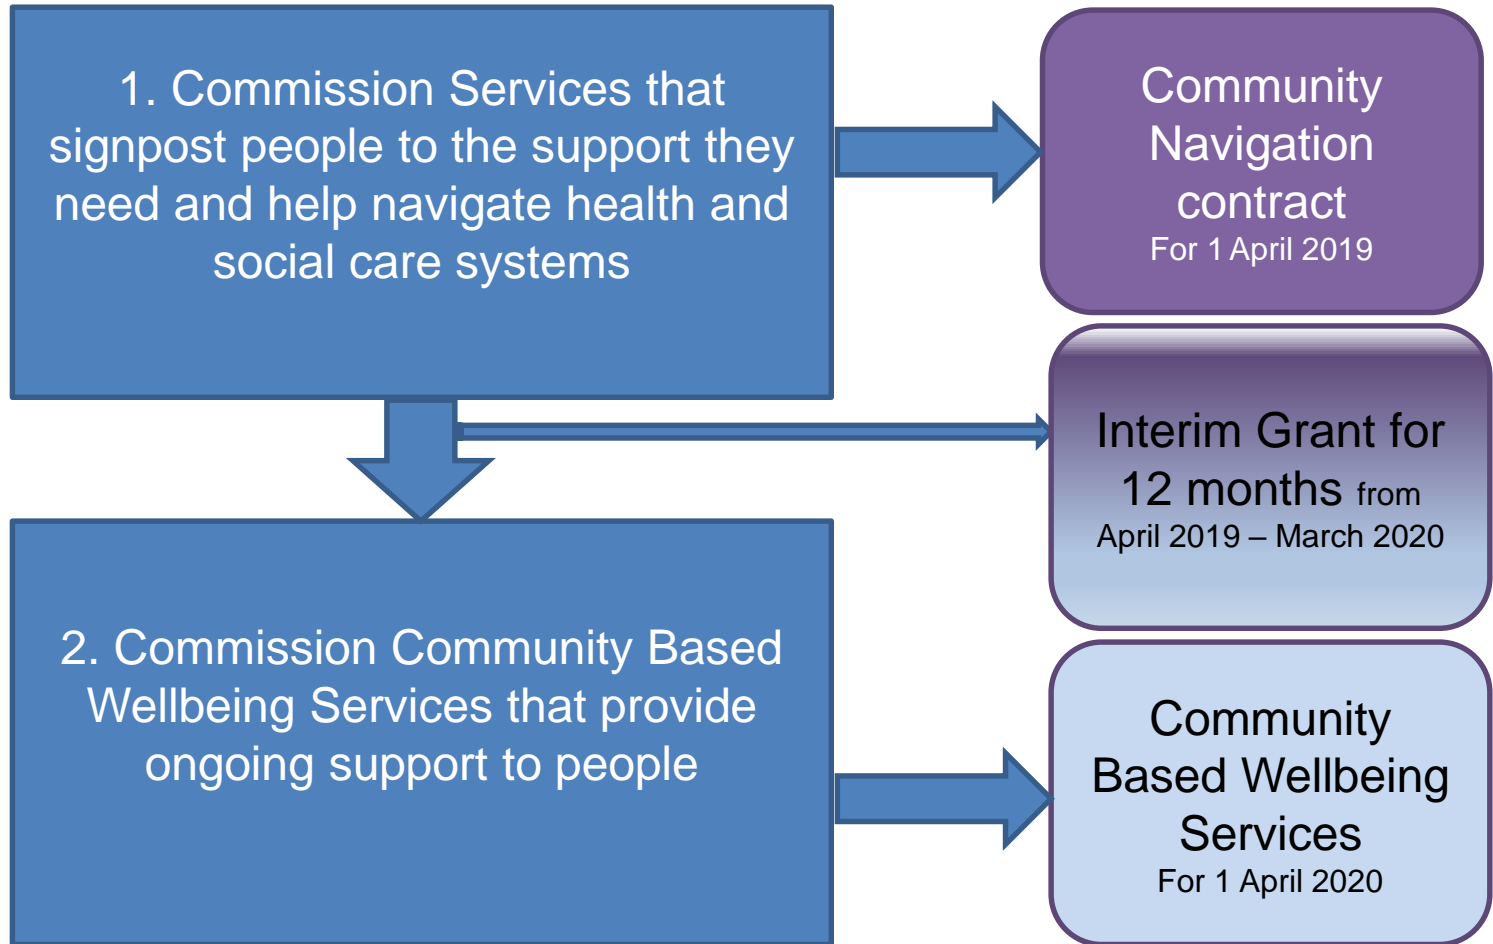 1. Commission Services that
signpost people to the support they
need and help navigate health and
social care systems
Community
Navigation
contract
For 1 April 2019
Interim Grant for
12 months from
April 2019 – March 2020
2. Commission Community Based
Wellbeing Services that provide
ongoing support to people
Community
Based Wellbeing
Services
For 1 April 2020